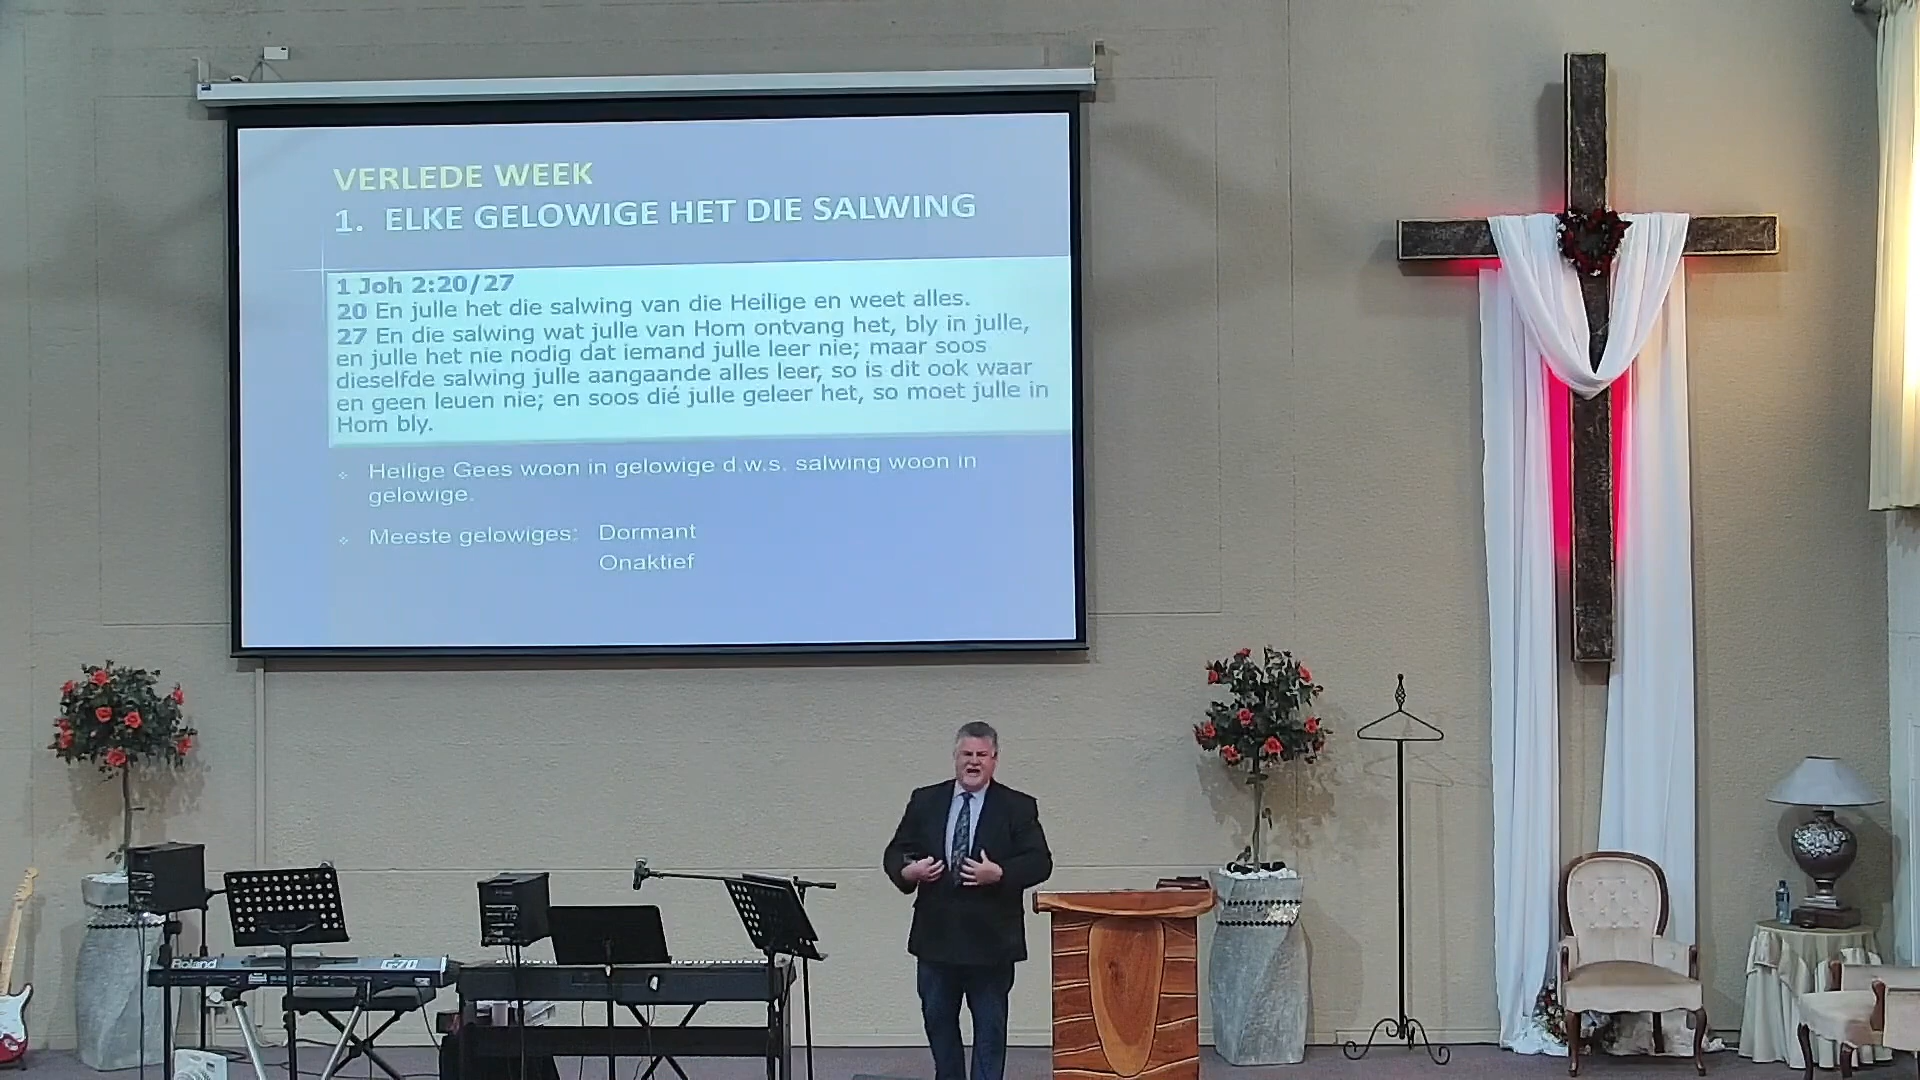 VERLEDE WEEK
1. ELKE GELOWIGE HET DIE SALWING
1 Joh 2:20/27
20 En julle het die salwing van die Heilige en weet alles.
27 En die salwing wat julle van Hom ontvang het, bly in julle,
en julle het nie nodig dat iemand julle leer nie; maar soos
dieselfde salwing julle aangaande alles leer, so is dit ook waar
en geen leuen nie; en soos dié julle geleer het, so moet julle in
Hom bly.
Heilige Gees woon in gelowige d.w.s. salwing woon in
gelowige.
Meeste gelowiges: Dormant
Onaktief
Roland
G-70